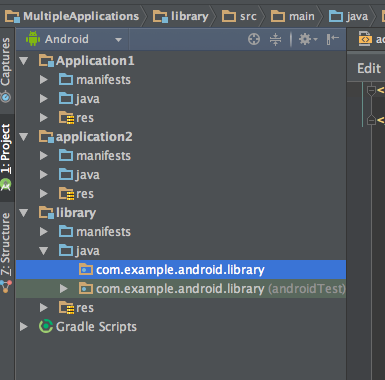 MultipleApplications library src main java
Android
Edit
Application1
manifests
java
res
application2
manifests
java
res
library
manifests
java
com.example.android.library
com.example.android.library (androidTest)
res
Gradle Scripts
Captures
1: Project
Z: Structure